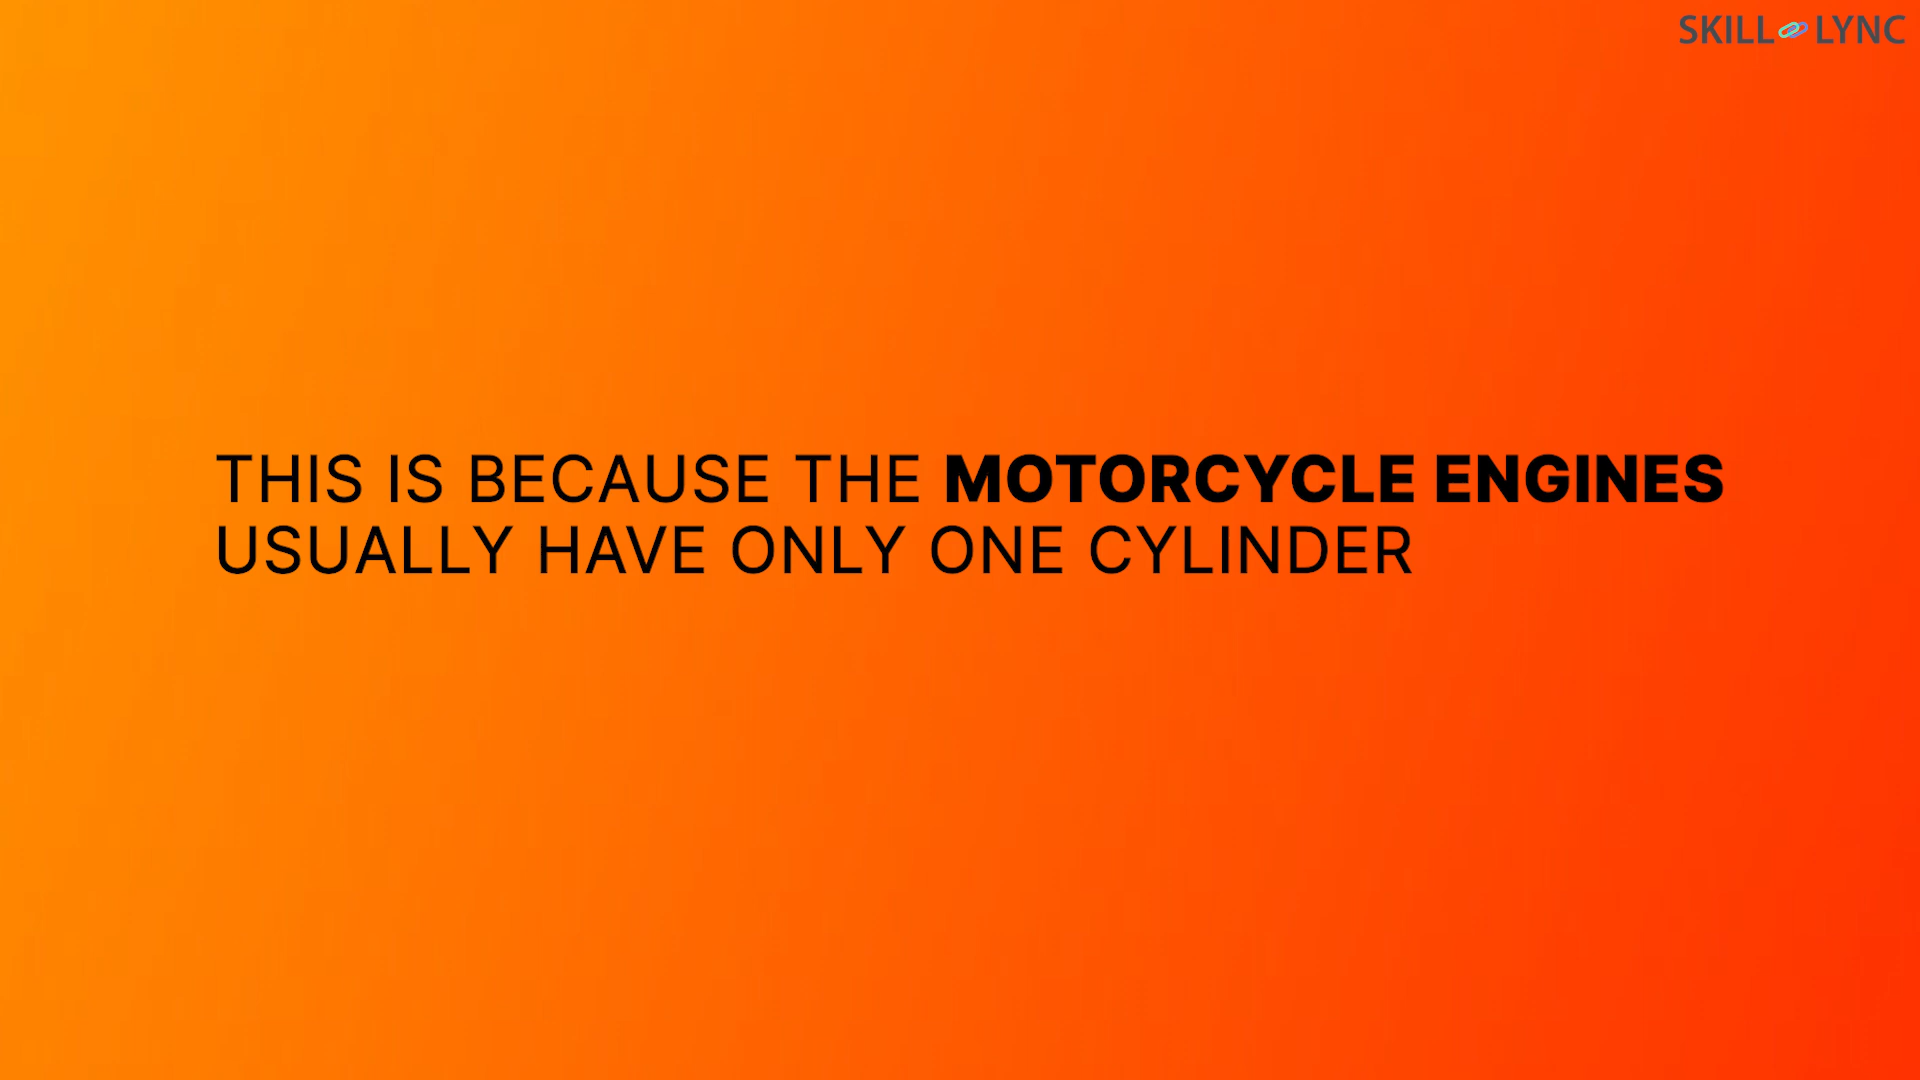 SKILL LYNC
THIS IS BECAUSE THE MOTORCYCLE ENGINES
USUALLY HAVE ONLY ONE CYLINDER